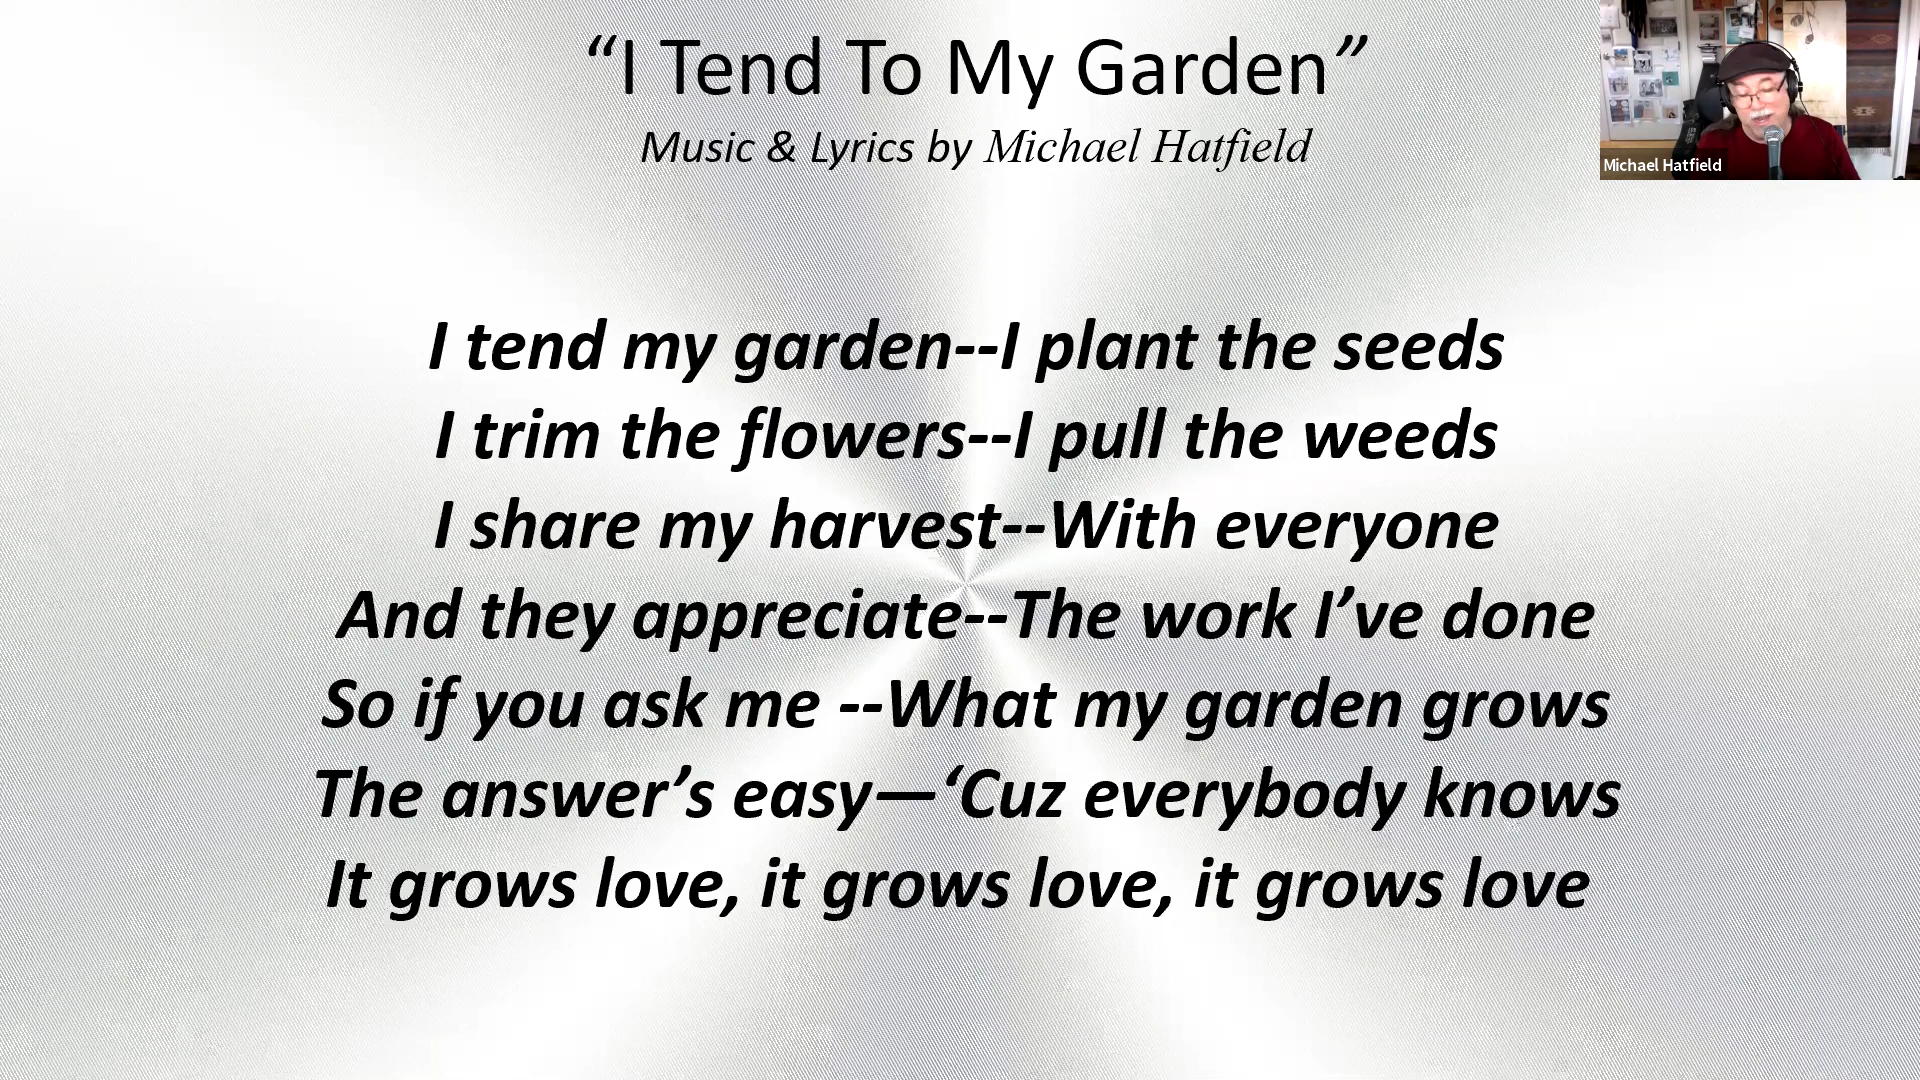 “I Tend To My Garden”
Music & Lyrics by Michael Hatfield
Michael Hatfield
I tend my garden--I plant the seeds
I trim the flowers--I pull the weeds
I share my harvest--With everyone
And they appreciate--The work I’ve done
So if you ask me --What my garden grows
The answer’s easy—‘Cuz everybody knows
It grows love, it grows love, it grows love